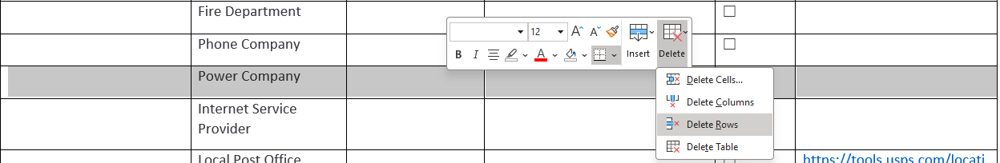 Fire Department
Phone Company
12
A A
B I A
Insert Delete
Power Company
Delete Cells...
Delete Columns
Delete Rows
Delete Table
Internet Service
Provider
Local Post Office
https://tools.usps.com/locati